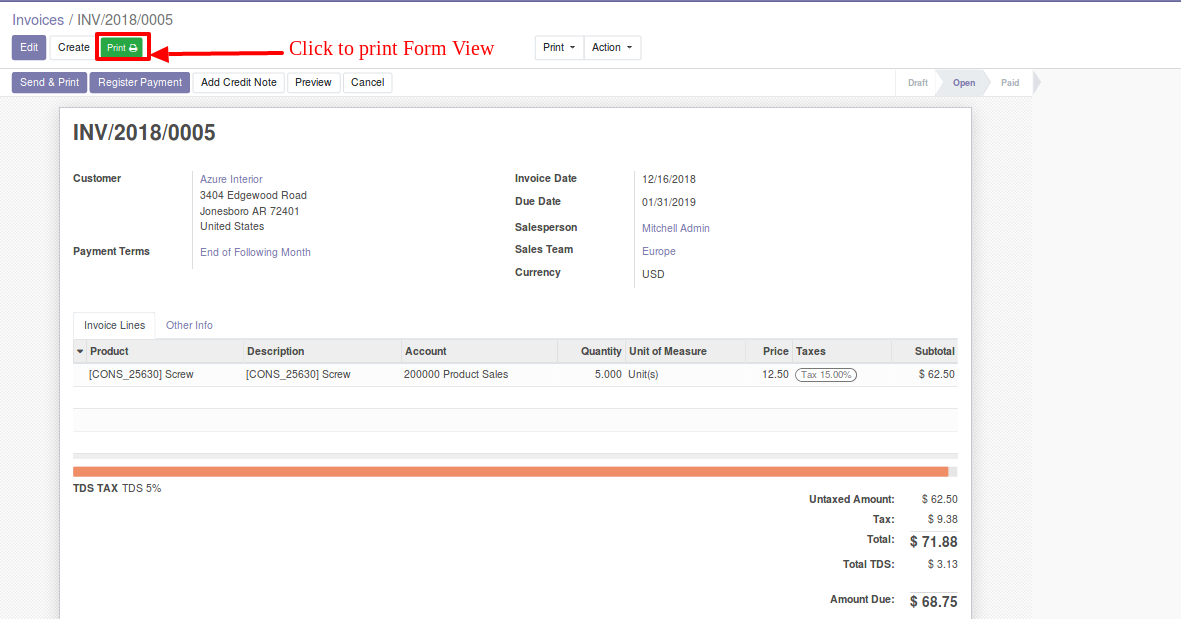 Invoices / INV/2018/0005
Edit Create Print Click to print Form View Print Action
Send & Print Register Payment Add Credit Note Preview Cancel Draft Open Paid
INV/2018/0005
Customer Azure Interior Invoice Date 12/16/2018
3404 Edgewood Road
Jonesboro AR 72401 Due Date 01/31/2019
United States Salesperson Mitchell Admin
Payment Terms End of Following Month Sales Team Europe
Currency USD
Invoice Lines Other Info
Product Description Account Quantity Unit of Measure Price Taxes Subtotal
[CONS_25630] Screw [CONS_25630] Screw 200000 Product Sales 5.000 Unit(s) 12.50 Tax 15.00% $ 62.50
TDS TAX TDS 5%
Untaxed Amount: $ 62.50
Tax: $ 9.38
Total: $ 71.88
Total TDS: $ 3.13
Amount Due: $ 68.75